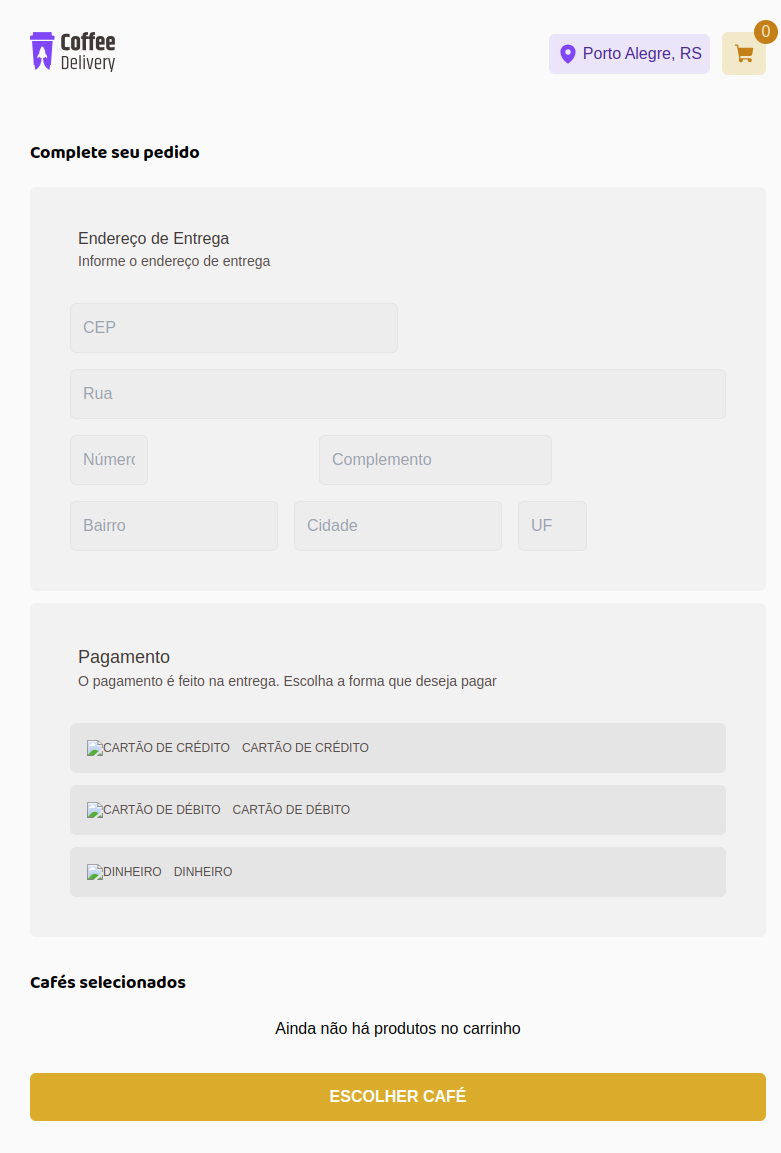 Coffee
Delivery
Porto Alegre, RS
0
Complete seu pedido
Endereço de Entrega
Informe o endereço de entrega
CEP
Rua
Número
Complemento
Bairro
Cidade
UF
Pagamento
O pagamento é feito na entrega. Escolha a forma que deseja pagar
CARTÃO DE CRÉDITO CARTÃO DE CRÉDITO
CARTÃO DE DÉBITO CARTÃO DE DÉBITO
DINHEIRO DINHEIRO
Cafés selecionados
Ainda não há produtos no carrinho
ESCOLHER CAFÉ